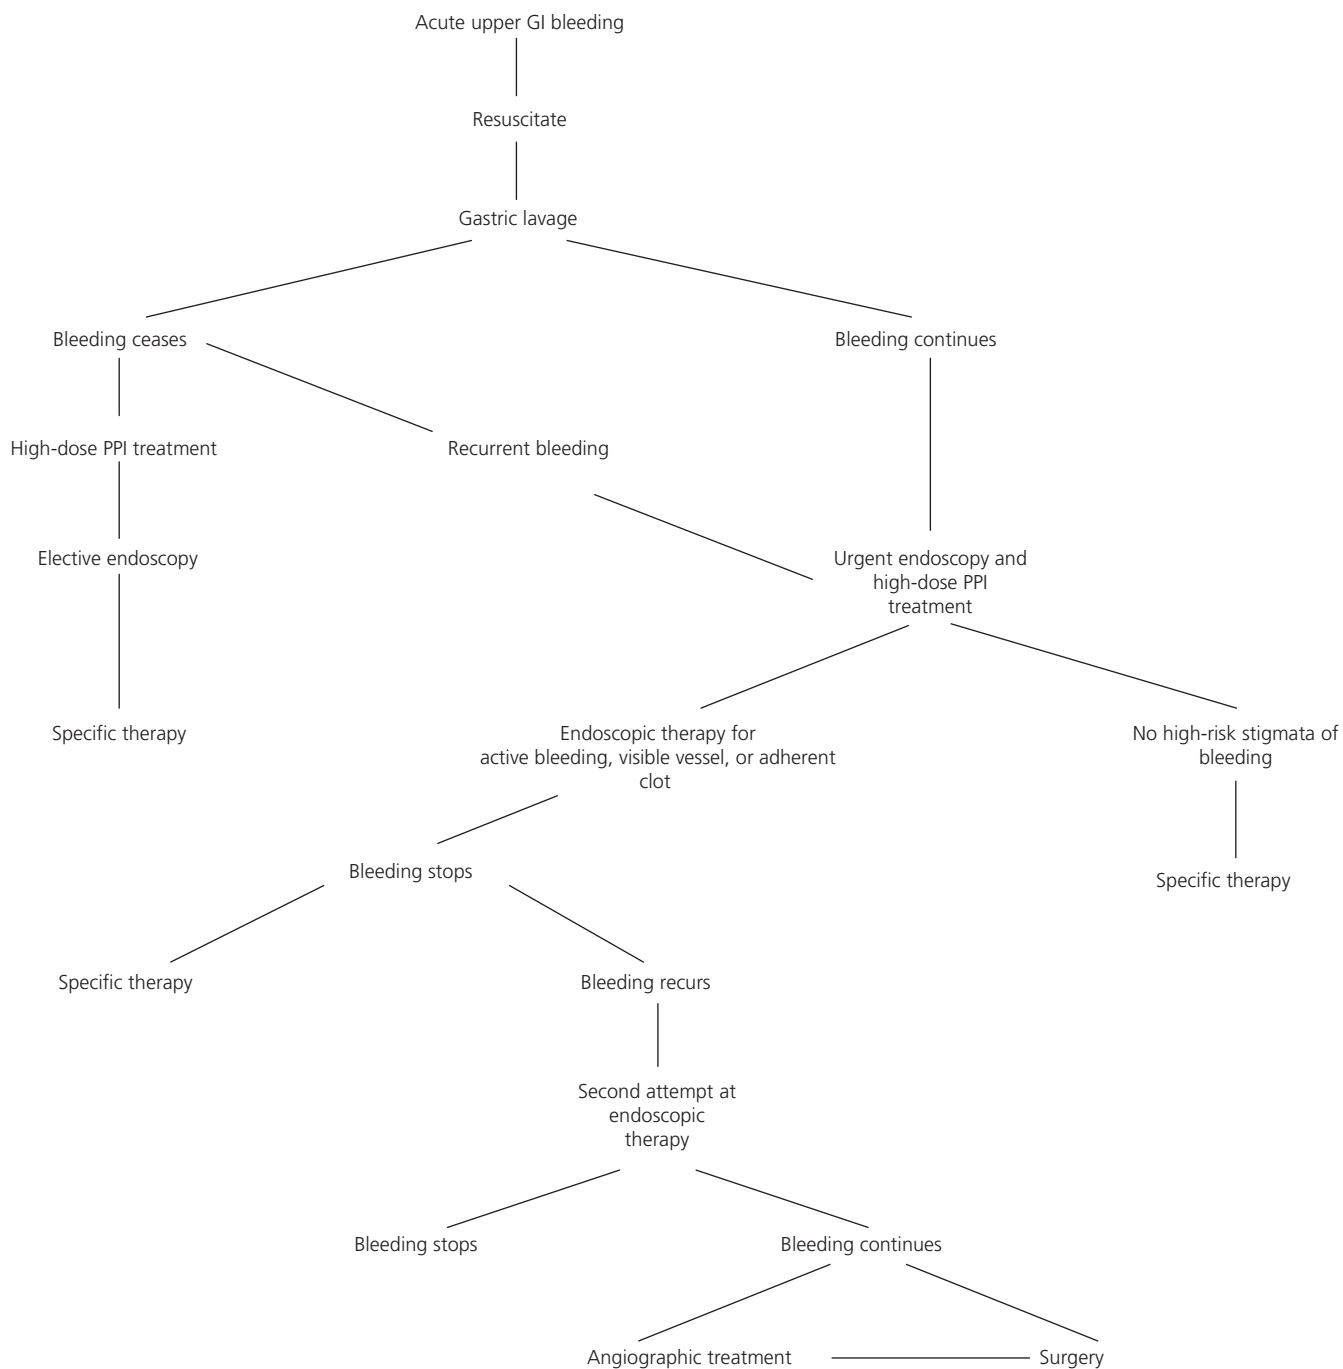 Acute upper GI bleeding
Resuscitate
Gastric lavage
Bleeding ceases
Bleeding continues
High-dose PPI treatment
Recurrent bleeding
Elective endoscopy
Urgent endoscopy and
high-dose PPI
treatment
Specific therapy
Endoscopic therapy for
active bleeding, visible vessel, or adherent
clot
No high-risk stigmata of
bleeding
Bleeding stops
Specific therapy
Specific therapy
Bleeding recurs
Second attempt at
endoscopic
therapy
Bleeding stops
Bleeding continues
Angiographic treatment
Surgery